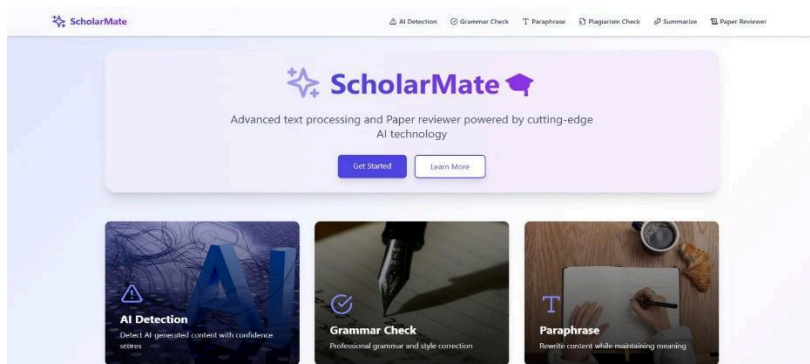 ScholarMate
AI Detection
Grammar Check
Paraphrase
Plagiarism Check
Summarize
Paper Reviewer
ScholarMate
Advanced text processing and Paper reviewer powered by cutting-edge
AI technology
Get Started
Learn More
AI
AI Detection
Detect AI-generated content with confidence
scores
Grammar Check
Professional grammar and style correction
Paraphrase
Rewrite content while maintaining meaning